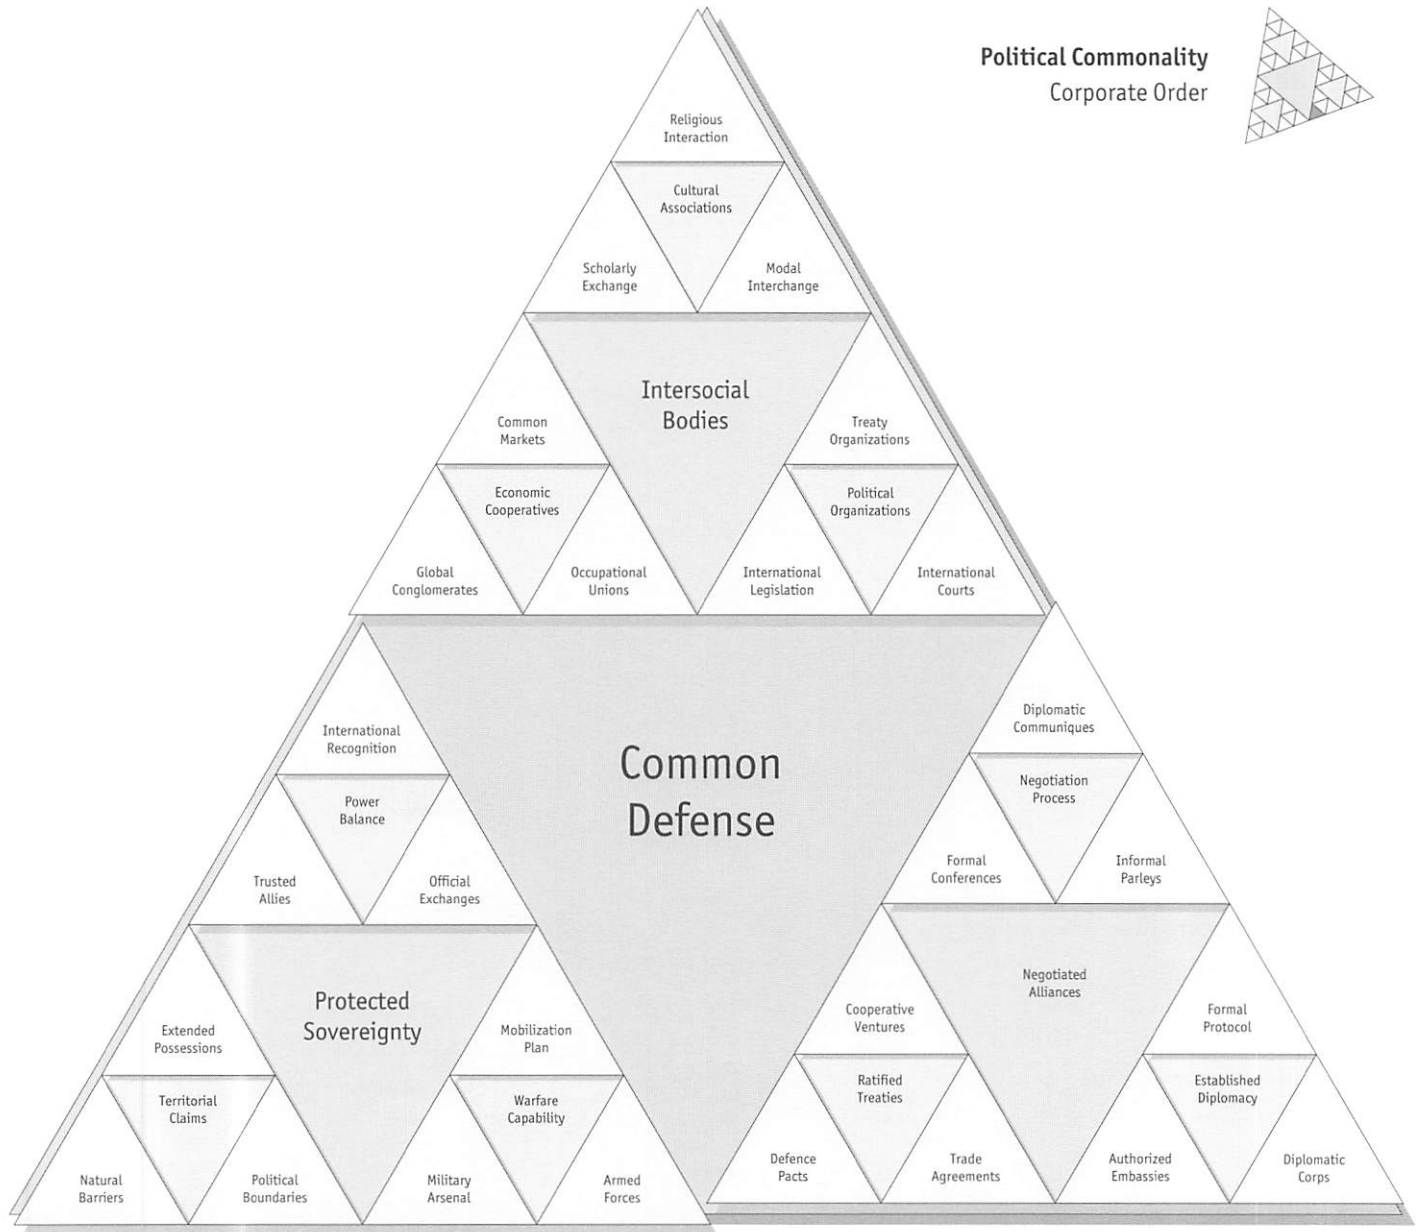 Political Commonality
Corporate Order
Religious
Interaction
Cultural
Associations
Scholarly
Exchange
Modal
Interchange
Intersocial
Bodies
Common
Markets
Treaty
Organizations
Economic
Cooperatives
Political
Organizations
Global
Conglomerates
Occupational
Unions
International
Legislation
International
Courts
Common
Defense
International
Recognition
Power
Balance
Trusted
Allies
Official
Exchanges
Protected
Sovereignty
Extended
Possessions
Mobilization
Plan
Territorial
Claims
Warfare
Capability
Natural
Barriers
Political
Boundaries
Military
Arsenal
Armed
Forces
Diplomatic
Communiques
Negotiation
Process
Formal
Conferences
Informal
Parleys
Negotiated
Alliances
Cooperative
Ventures
Formal
Protocol
Ratified
Treaties
Established
Diplomacy
Defence
Pacts
Trade
Agreements
Authorized
Embassies
Diplomatic
Corps